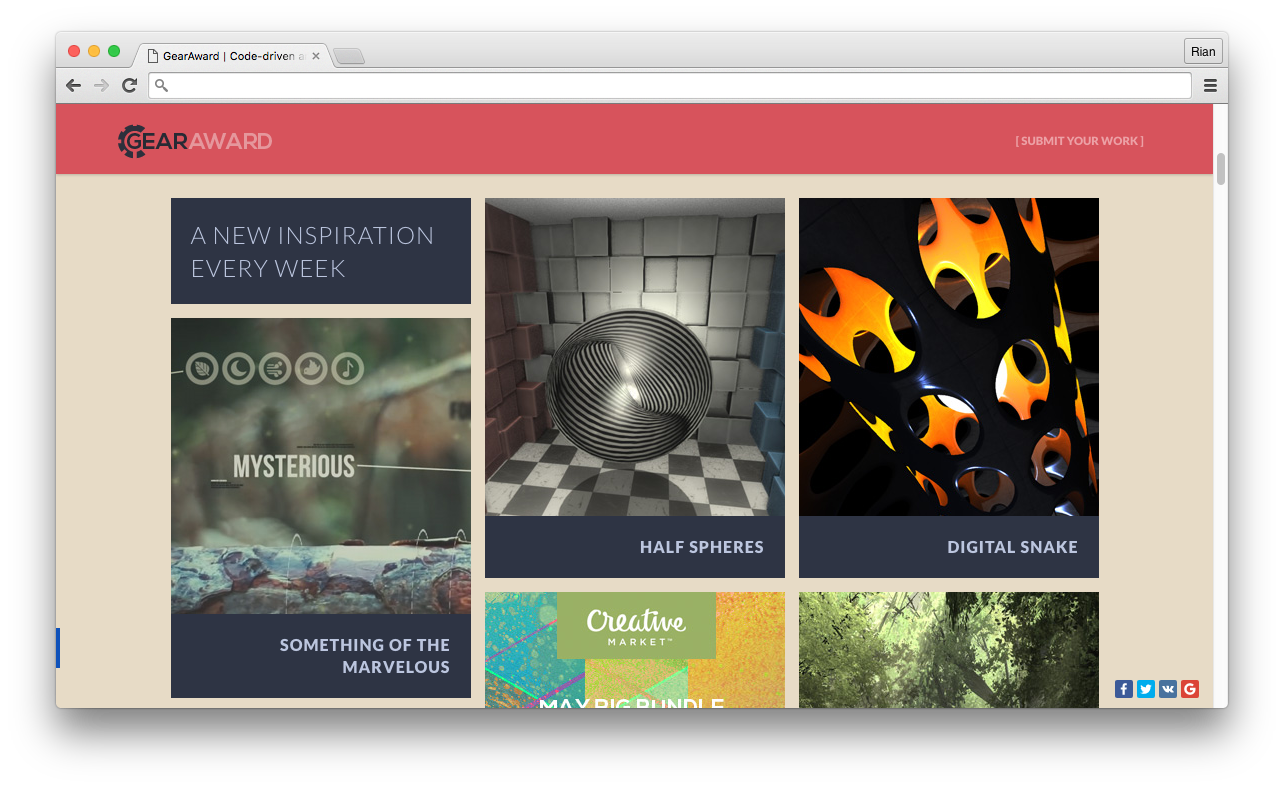 GearAward | Code-driven a
Rian
GEARAWARD
[ SUBMIT YOUR WORK ]
A NEW INSPIRATION
EVERY WEEK
MYSTERIOUS
SOMETHING OF THE
MARVELOUS
HALF SPHERES
DIGITAL SNAKE
Creative
MARKET™
MAY BIG BUNDLE